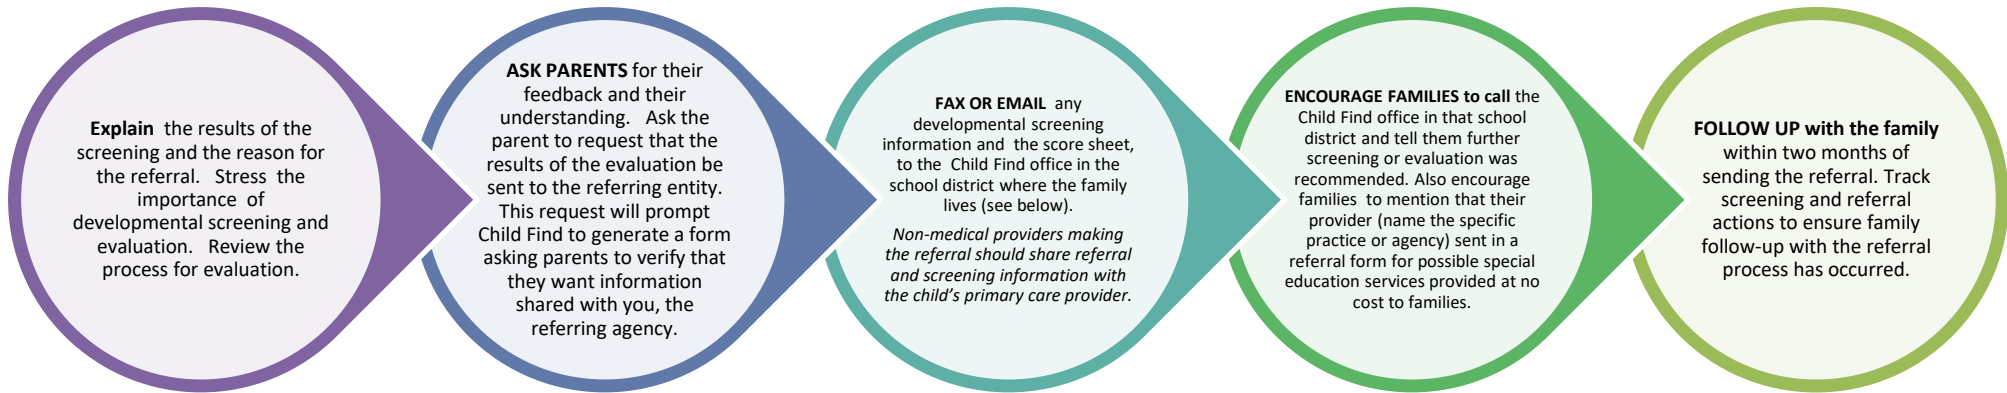 Explain the results of the
screening and the reason for
the referral. Stress the
importance of
developmental screening and
evaluation. Review the
process for evaluation.
ASK PARENTS for their
feedback and their
understanding. Ask the
parent to request that the
results of the evaluation be
sent to the referring entity.
This request will prompt
Child Find to generate a form
asking parents to verify that
they want information
shared with you, the
referring agency.
FAX OR EMAIL any
developmental screening
information and the score sheet,
to the Child Find office in the
school district where the family
lives (see below).
Non-medical providers making
the referral should share referral
and screening information with
the child's primary care provider.
ENCOURAGE FAMILIES to call the
Child Find office in that school
district and tell them further
screening or evaluation was
recommended. Also encourage
families to mention that their
provider (name the specific
practice or agency) sent in a
referral form for possible special
education services provided at no
cost to families.
FOLLOW UP with the family
within two months of
sending the referral. Track
screening and referral
actions to ensure family
follow-up with the referral
process has occurred.